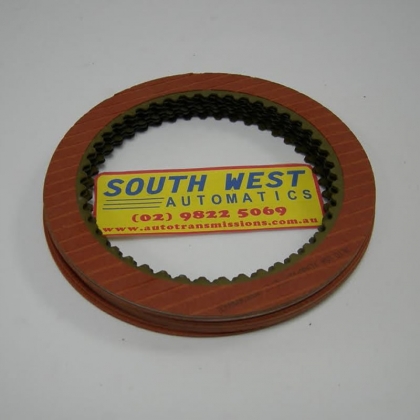 SOUTH WEST
AUTOMATICS
(02) 9822 5069
www.autotransmissions.com.au